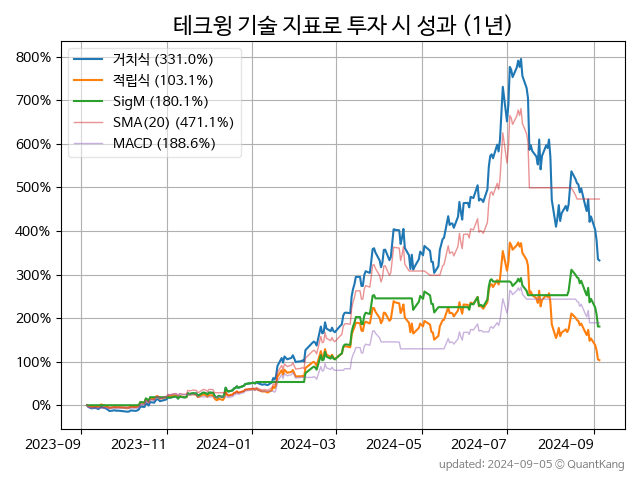 테크윙 기술 지표로 투자 시 성과 (1년)
거치식 (331.0%)
적립식 (103.1%)
SigM (180.1%)
SMA(20) (471.1%)
MACD (188.6%)
800%
700%
600%
500%
400%
300%
200%
100%
0%
2023-09 2023-11 2024-01 2024-03 2024-05 2024-07 2024-09
updated: 2024-09-05 © QuantKang